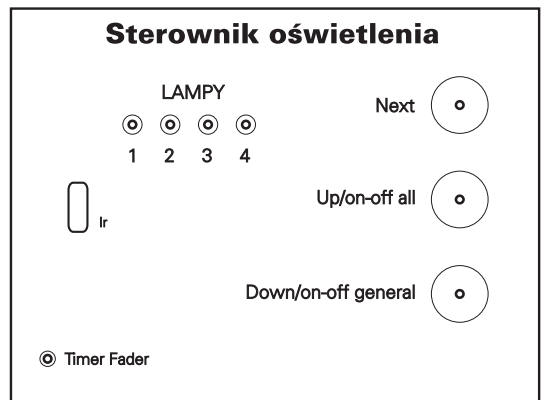 Sterownik oświetlenia
LAMPY
1 2 3 4
Next
Ir
Up/on-off all
Down/on-off general
Timer Fader